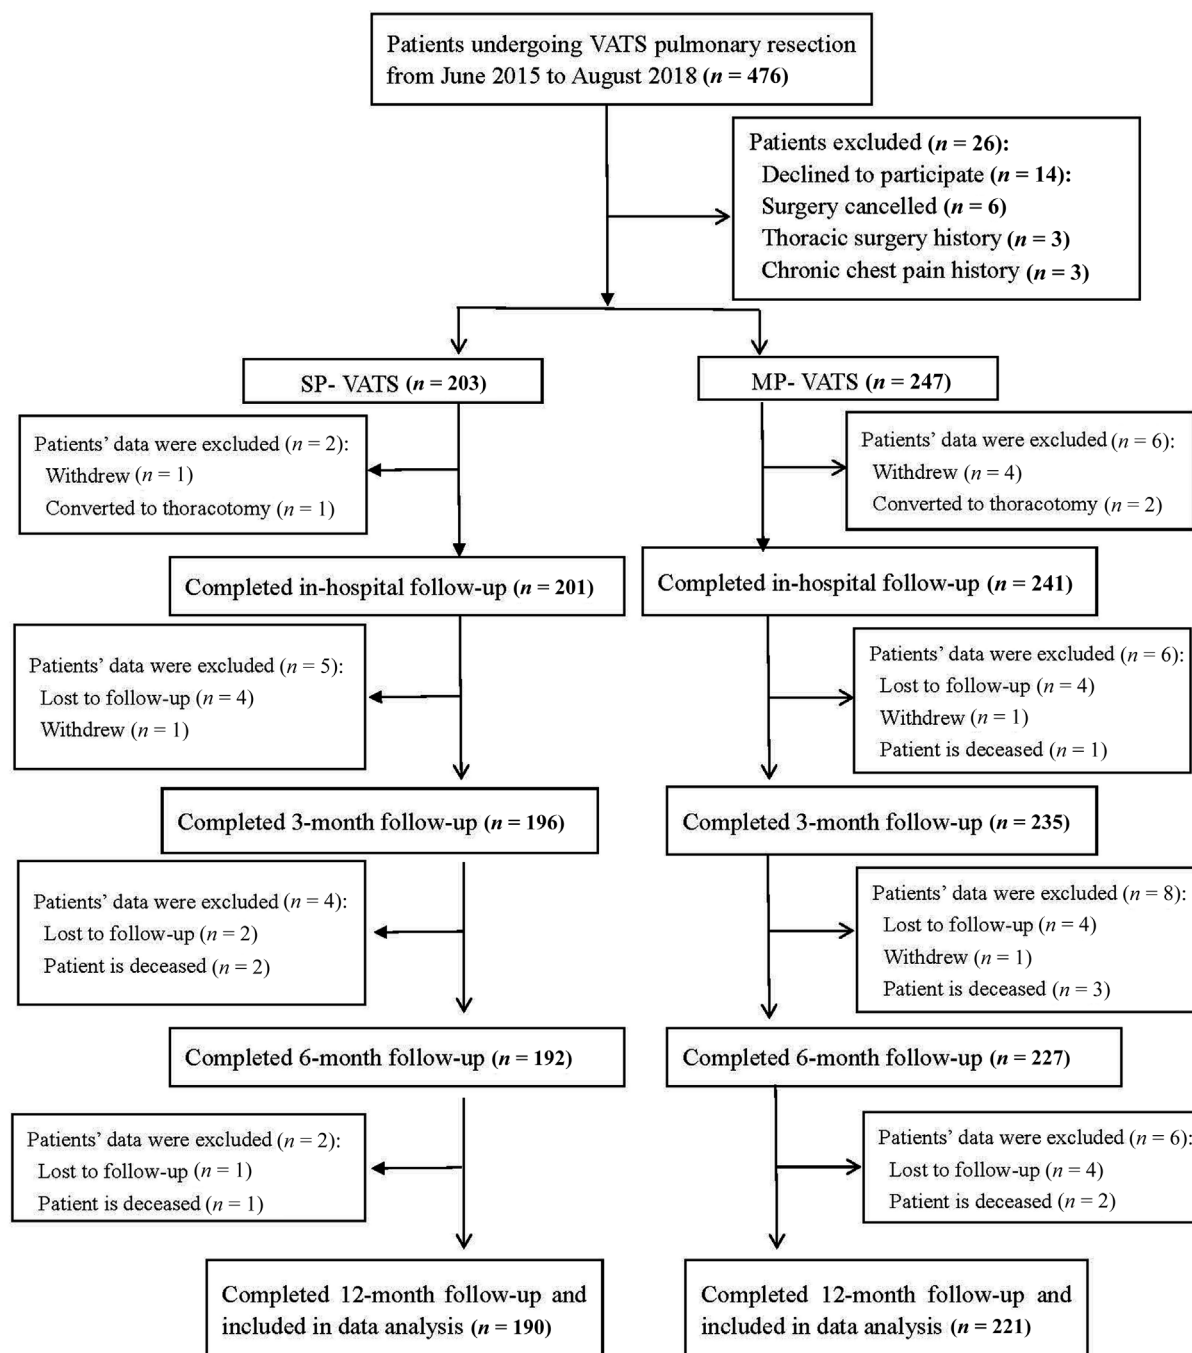 Patients undergoing VATS pulmonary resection
from June 2015 to August 2018 (n = 476)
Patients excluded (n = 26):
Declined to participate (n = 14):
Surgery cancelled (n = 6)
Thoracic surgery history (n = 3)
Chronic chest pain history (n = 3)
SP- VATS (n = 203)
MP- VATS (n = 247)
Patients’ data were excluded (n = 2):
Withdrew (n = 1)
Converted to thoracotomy (n = 1)
Patients’ data were excluded (n = 6):
Withdrew (n = 4)
Converted to thoracotomy (n = 2)
Completed in-hospital follow-up (n = 201)
Completed in-hospital follow-up (n = 241)
Patients’ data were excluded (n = 5):
Lost to follow-up (n = 4)
Withdrew (n = 1)
Patients’ data were excluded (n = 6):
Lost to follow-up (n = 4)
Withdrew (n = 1)
Patient is deceased (n = 1)
Completed 3-month follow-up (n = 196)
Completed 3-month follow-up (n = 235)
Patients’ data were excluded (n = 4):
Lost to follow-up (n = 2)
Patient is deceased (n = 2)
Patients’ data were excluded (n = 8):
Lost to follow-up (n = 4)
Withdrew (n = 1)
Patient is deceased (n = 3)
Completed 6-month follow-up (n = 192)
Completed 6-month follow-up (n = 227)
Patients’ data were excluded (n = 2):
Lost to follow-up (n = 1)
Patient is deceased (n = 1)
Patients’ data were excluded (n = 6):
Lost to follow-up (n = 4)
Patient is deceased (n = 2)
Completed 12-month follow-up and
included in data analysis (n = 190)
Completed 12-month follow-up and
included in data analysis (n = 221)